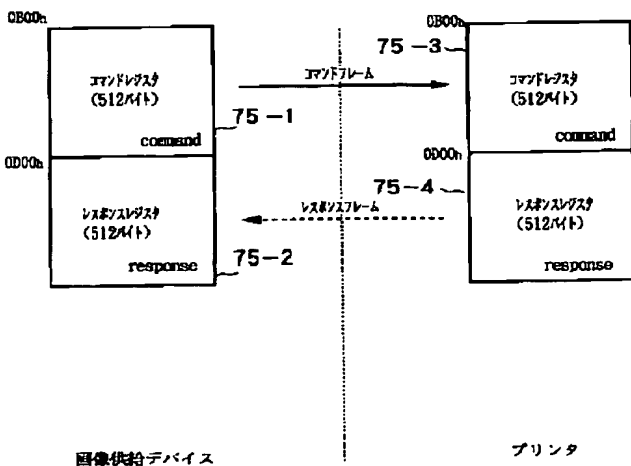 0B00h
コマンドレジスタ
(512バイト)
command
75-1
0D00h
レスポンスレジスタ
(512バイト)
response
75-2
コマンドフレーム
レスポンスフレーム
0B00h
75-3
コマンドレジスタ
(512バイト)
command
0D00h
75-4
レスポンスレジスタ
(512バイト)
response
画像供給デバイス
プリンタ